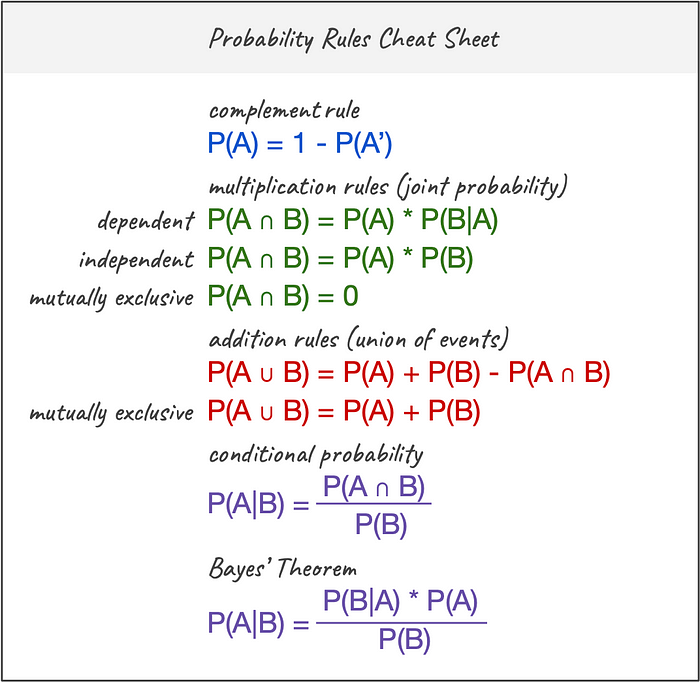 Probability Rules Cheat Sheet
complement rule
P(A) = 1 - P(A’)
multiplication rules (joint probability)
dependent P(A ∩ B) = P(A) * P(B|A)
independent P(A ∩ B) = P(A) * P(B)
mutually exclusive P(A ∩ B) = 0
addition rules (union of events)
P(A ∪ B) = P(A) + P(B) - P(A ∩ B)
mutually exclusive P(A ∪ B) = P(A) + P(B)
conditional probability
P(A ∩ B)
P(A|B) =
P(B)
Bayes’ Theorem
P(B|A) * P(A)
P(A|B) =
P(B)